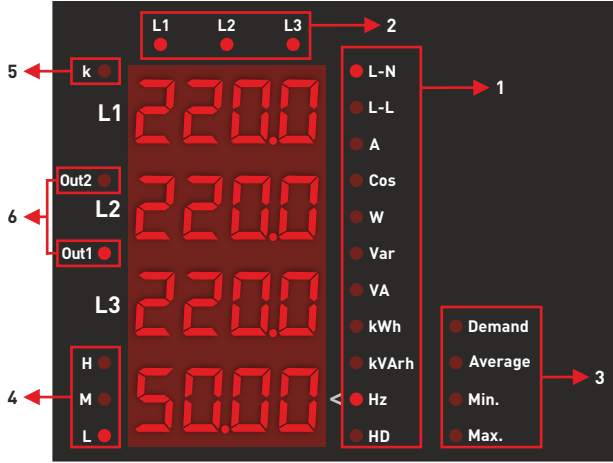 L1 L2 L3
2
5
k
L-N
1
L1
220.0
L-L
A
Out2
Cos
6
L2
220.0
W
Out1
Var
L3
220.0
VA
kWh
Demand
H
kVArh
Average
4
M
50.00
<
Hz
Min.
3
L
HD
Max.